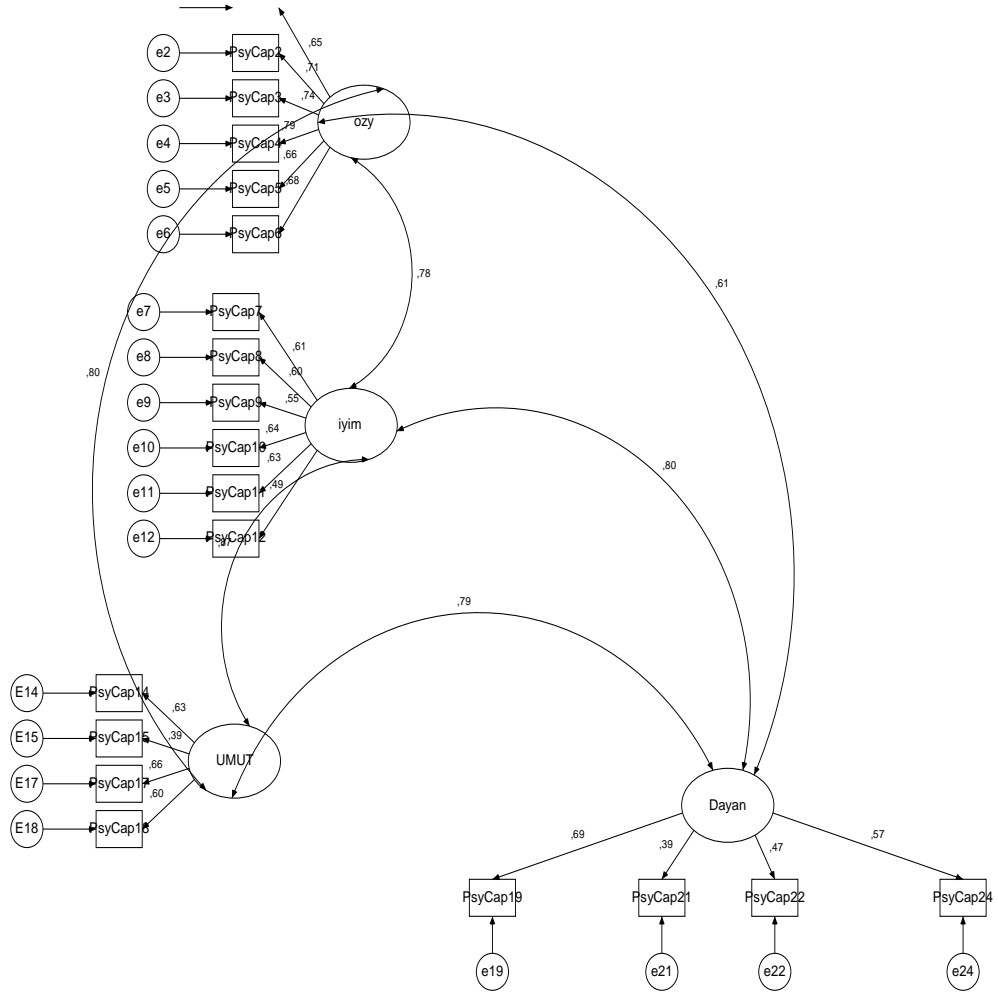 ,65
e2 PsyCap2
,71
e3 PsyCap3 ,74
ozy
e4 PsyCap4 ,79
,66
e5 PsyCap5 ,68
e6 PsyCap6
,78
,61
e7 PsyCap7
,61
e8 PsyCap8
,60
,80
e9 PsyCap9 ,55
iyim
,64
e10 PsyCap10
,63
,80
e11 PsyCap11 ,49
e12 PsyCap12
,79
E14 PsyCap14
,63
E15 PsyCap15 ,39
UMUT
,66
E17 PsyCap17
,60
Dayan
E18 PsyCap18
,69 ,39 ,47 ,57
PsyCap19 PsyCap21 PsyCap22 PsyCap24
e19 e21 e22 e24